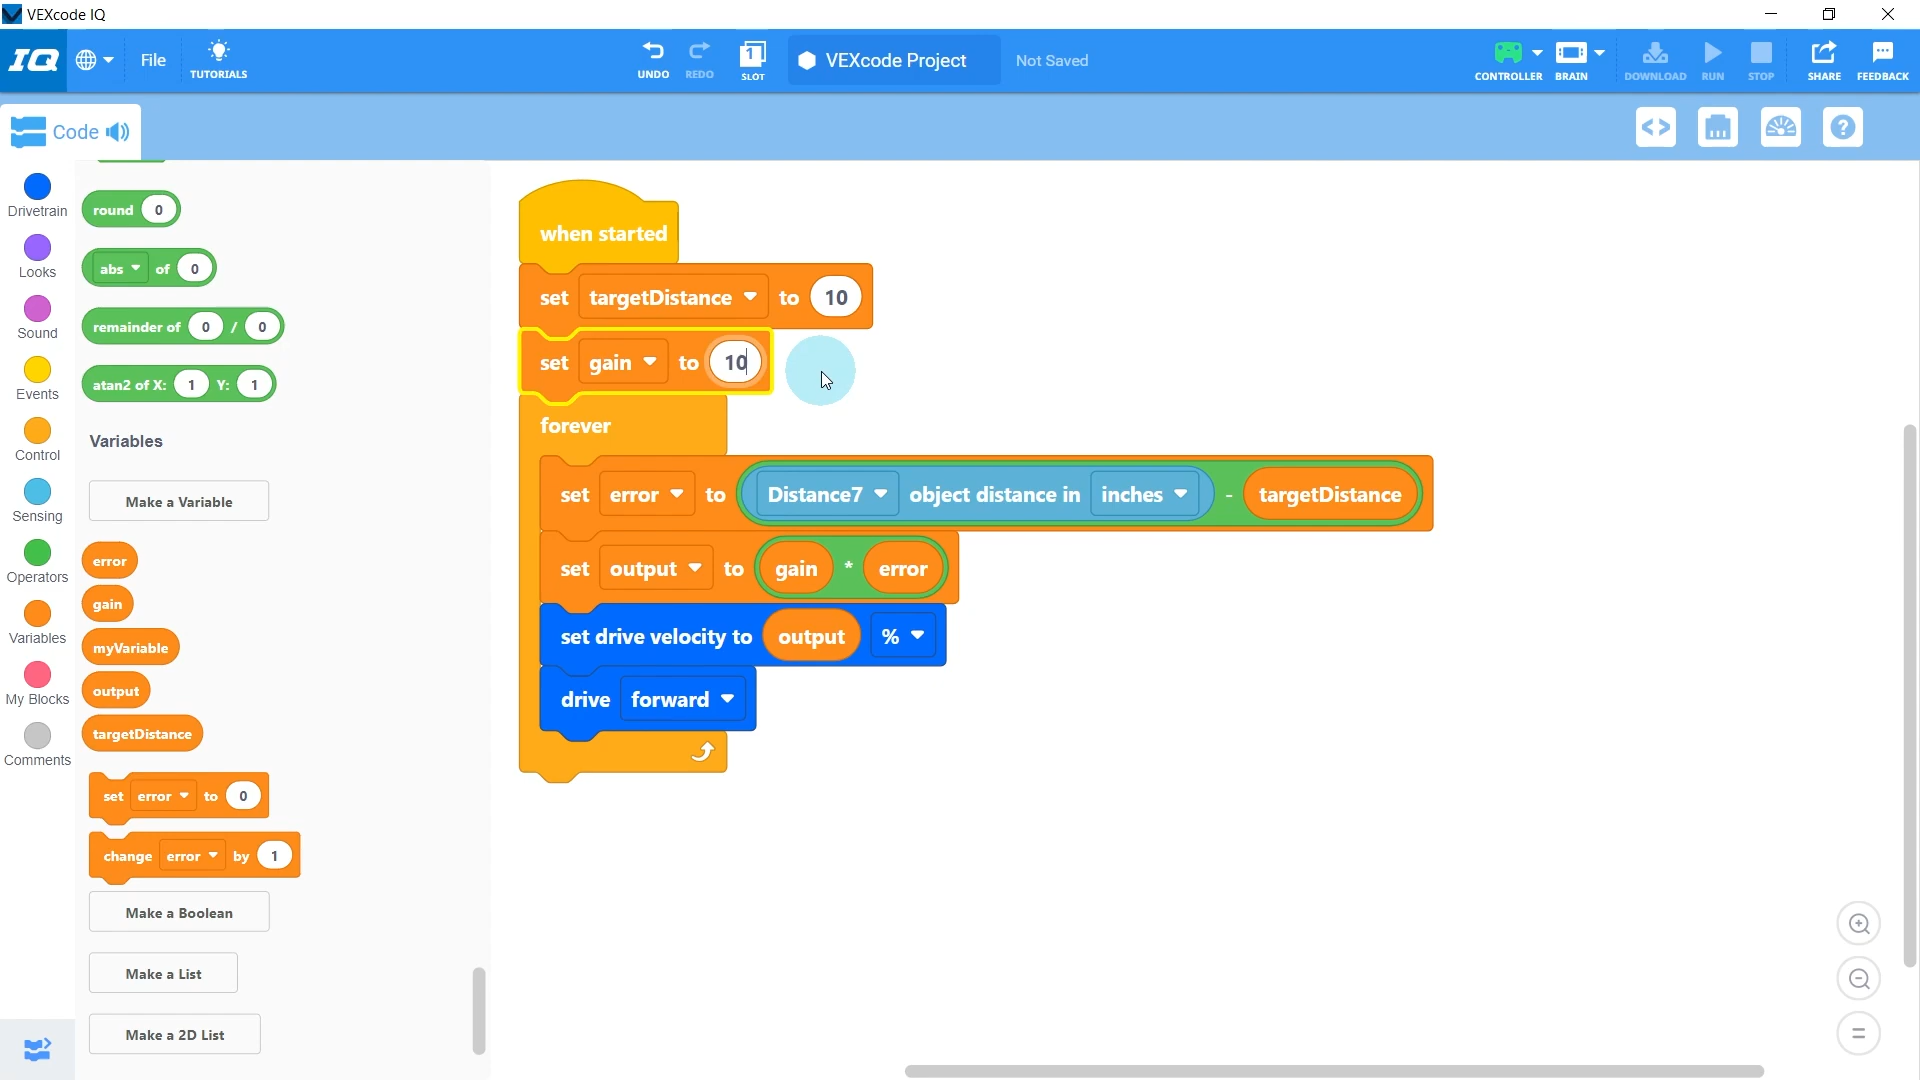 VEXcode IQ
IQ
File
TUTORIALS
UNDO
REDO
1
SLOT
VEXcode Project
Not Saved
CONTROLLER
BRAIN
DOWNLOAD
RUN
STOP
SHARE
FEEDBACK
Code
Drivetrain
Looks
Sound
Events
Control
Sensing
Operators
Variables
My Blocks
Comments
round 0
abs of 0
remainder of 0 / 0
atan2 of X: 1 Y: 1
Variables
Make a Variable
error
gain
myVariable
output
targetDistance
set error to 0
change error by 1
Make a Boolean
Make a List
Make a 2D List
when started
set targetDistance to 10
set gain to 10
forever
set error to Distance7 object distance in inches - targetDistance
set output to gain * error
set drive velocity to output %
drive forward